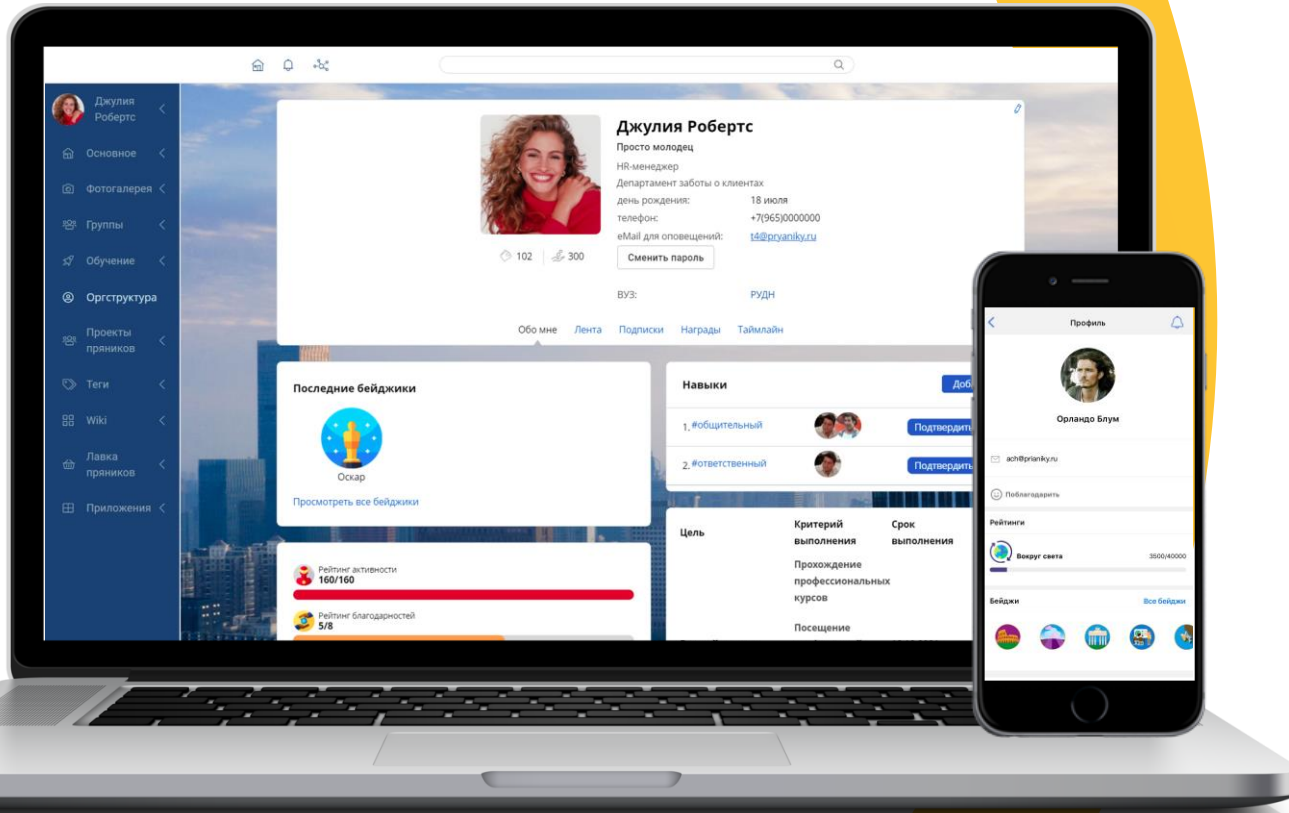 Джулия
Робертс
Основное
Фотогалерея
Группы
Обучение
Оргструктура
Проекты
пряников
Теги
Wiki
Лавка
пряников
Приложения
Джулия Робертс
Просто молодец
HR-менеджер
Департамент заботы о клиентах
день рождения: 18 июля
телефон: +7(965)0000000
eMail для оповещений: t4@pryaniky.ru
102 300
Сменить пароль
ВУЗ: РУДН
Обо мне Лента Подписки Награды Таймлайн
Последние бейджики
Оскар
Просмотреть все бейджики
Рейтинг активности
160/160
Рейтинг благодарностей
5/8
Навыки
1. #общительный Подтвердить
2. #ответственный Подтвердить
Цель Критерий выполнения Срок выполнения
Прохождение
профессиональных
курсов
Посещение
Профиль
Орландо Блум
ach@prianiky.ru
Поблагодарить
Рейтинги
Вокруг света 3500/40000
Бейджи Все бейджи